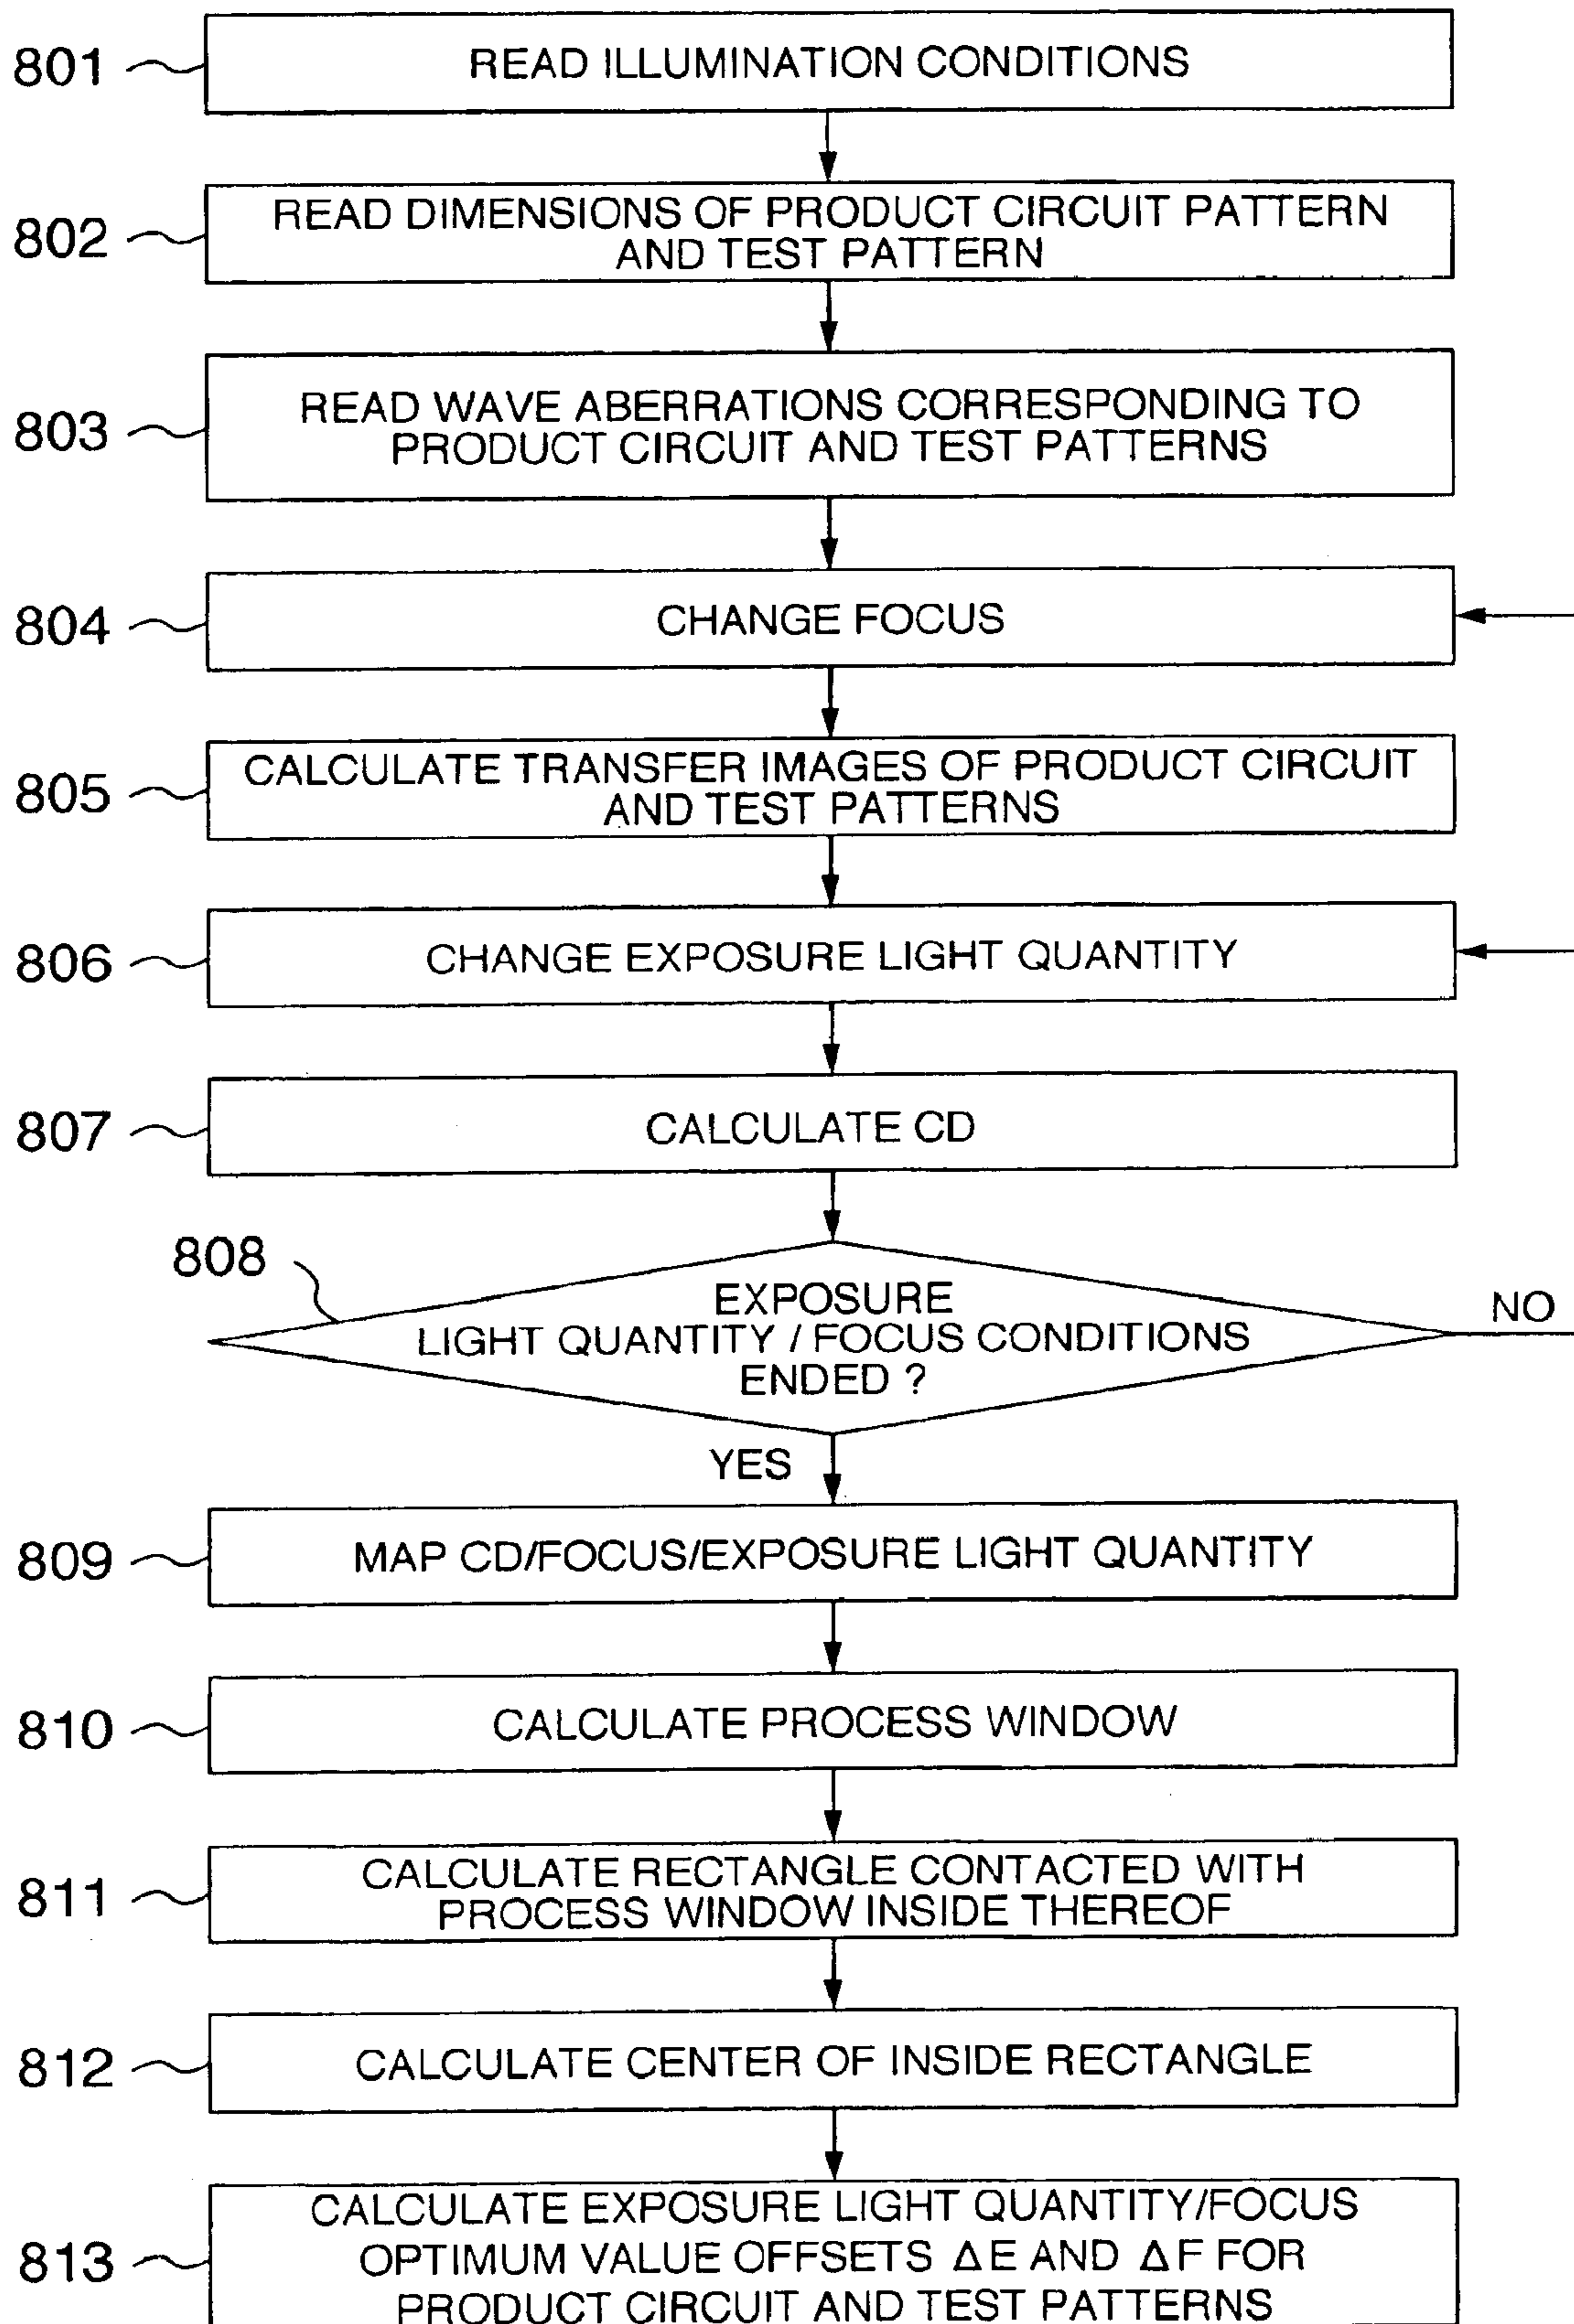 801
READ ILLUMINATION CONDITIONS
802
READ DIMENSIONS OF PRODUCT CIRCUIT PATTERN
AND TEST PATTERN
803
READ WAVE ABERRATIONS CORRESPONDING TO
PRODUCT CIRCUIT AND TEST PATTERNS
804
CHANGE FOCUS
805
CALCULATE TRANSFER IMAGES OF PRODUCT CIRCUIT
AND TEST PATTERNS
806
CHANGE EXPOSURE LIGHT QUANTITY
807
CALCULATE CD
808
EXPOSURE
LIGHT QUANTITY / FOCUS CONDITIONS
ENDED ?
NO
YES
809
MAP CD/FOCUS/EXPOSURE LIGHT QUANTITY
810
CALCULATE PROCESS WINDOW
811
CALCULATE RECTANGLE CONTACTED WITH
PROCESS WINDOW INSIDE THEREOF
812
CALCULATE CENTER OF INSIDE RECTANGLE
813
CALCULATE EXPOSURE LIGHT QUANTITY/FOCUS
OPTIMUM VALUE OFFSETS ΔE AND ΔF FOR
PRODUCT CIRCUIT AND TEST PATTERNS